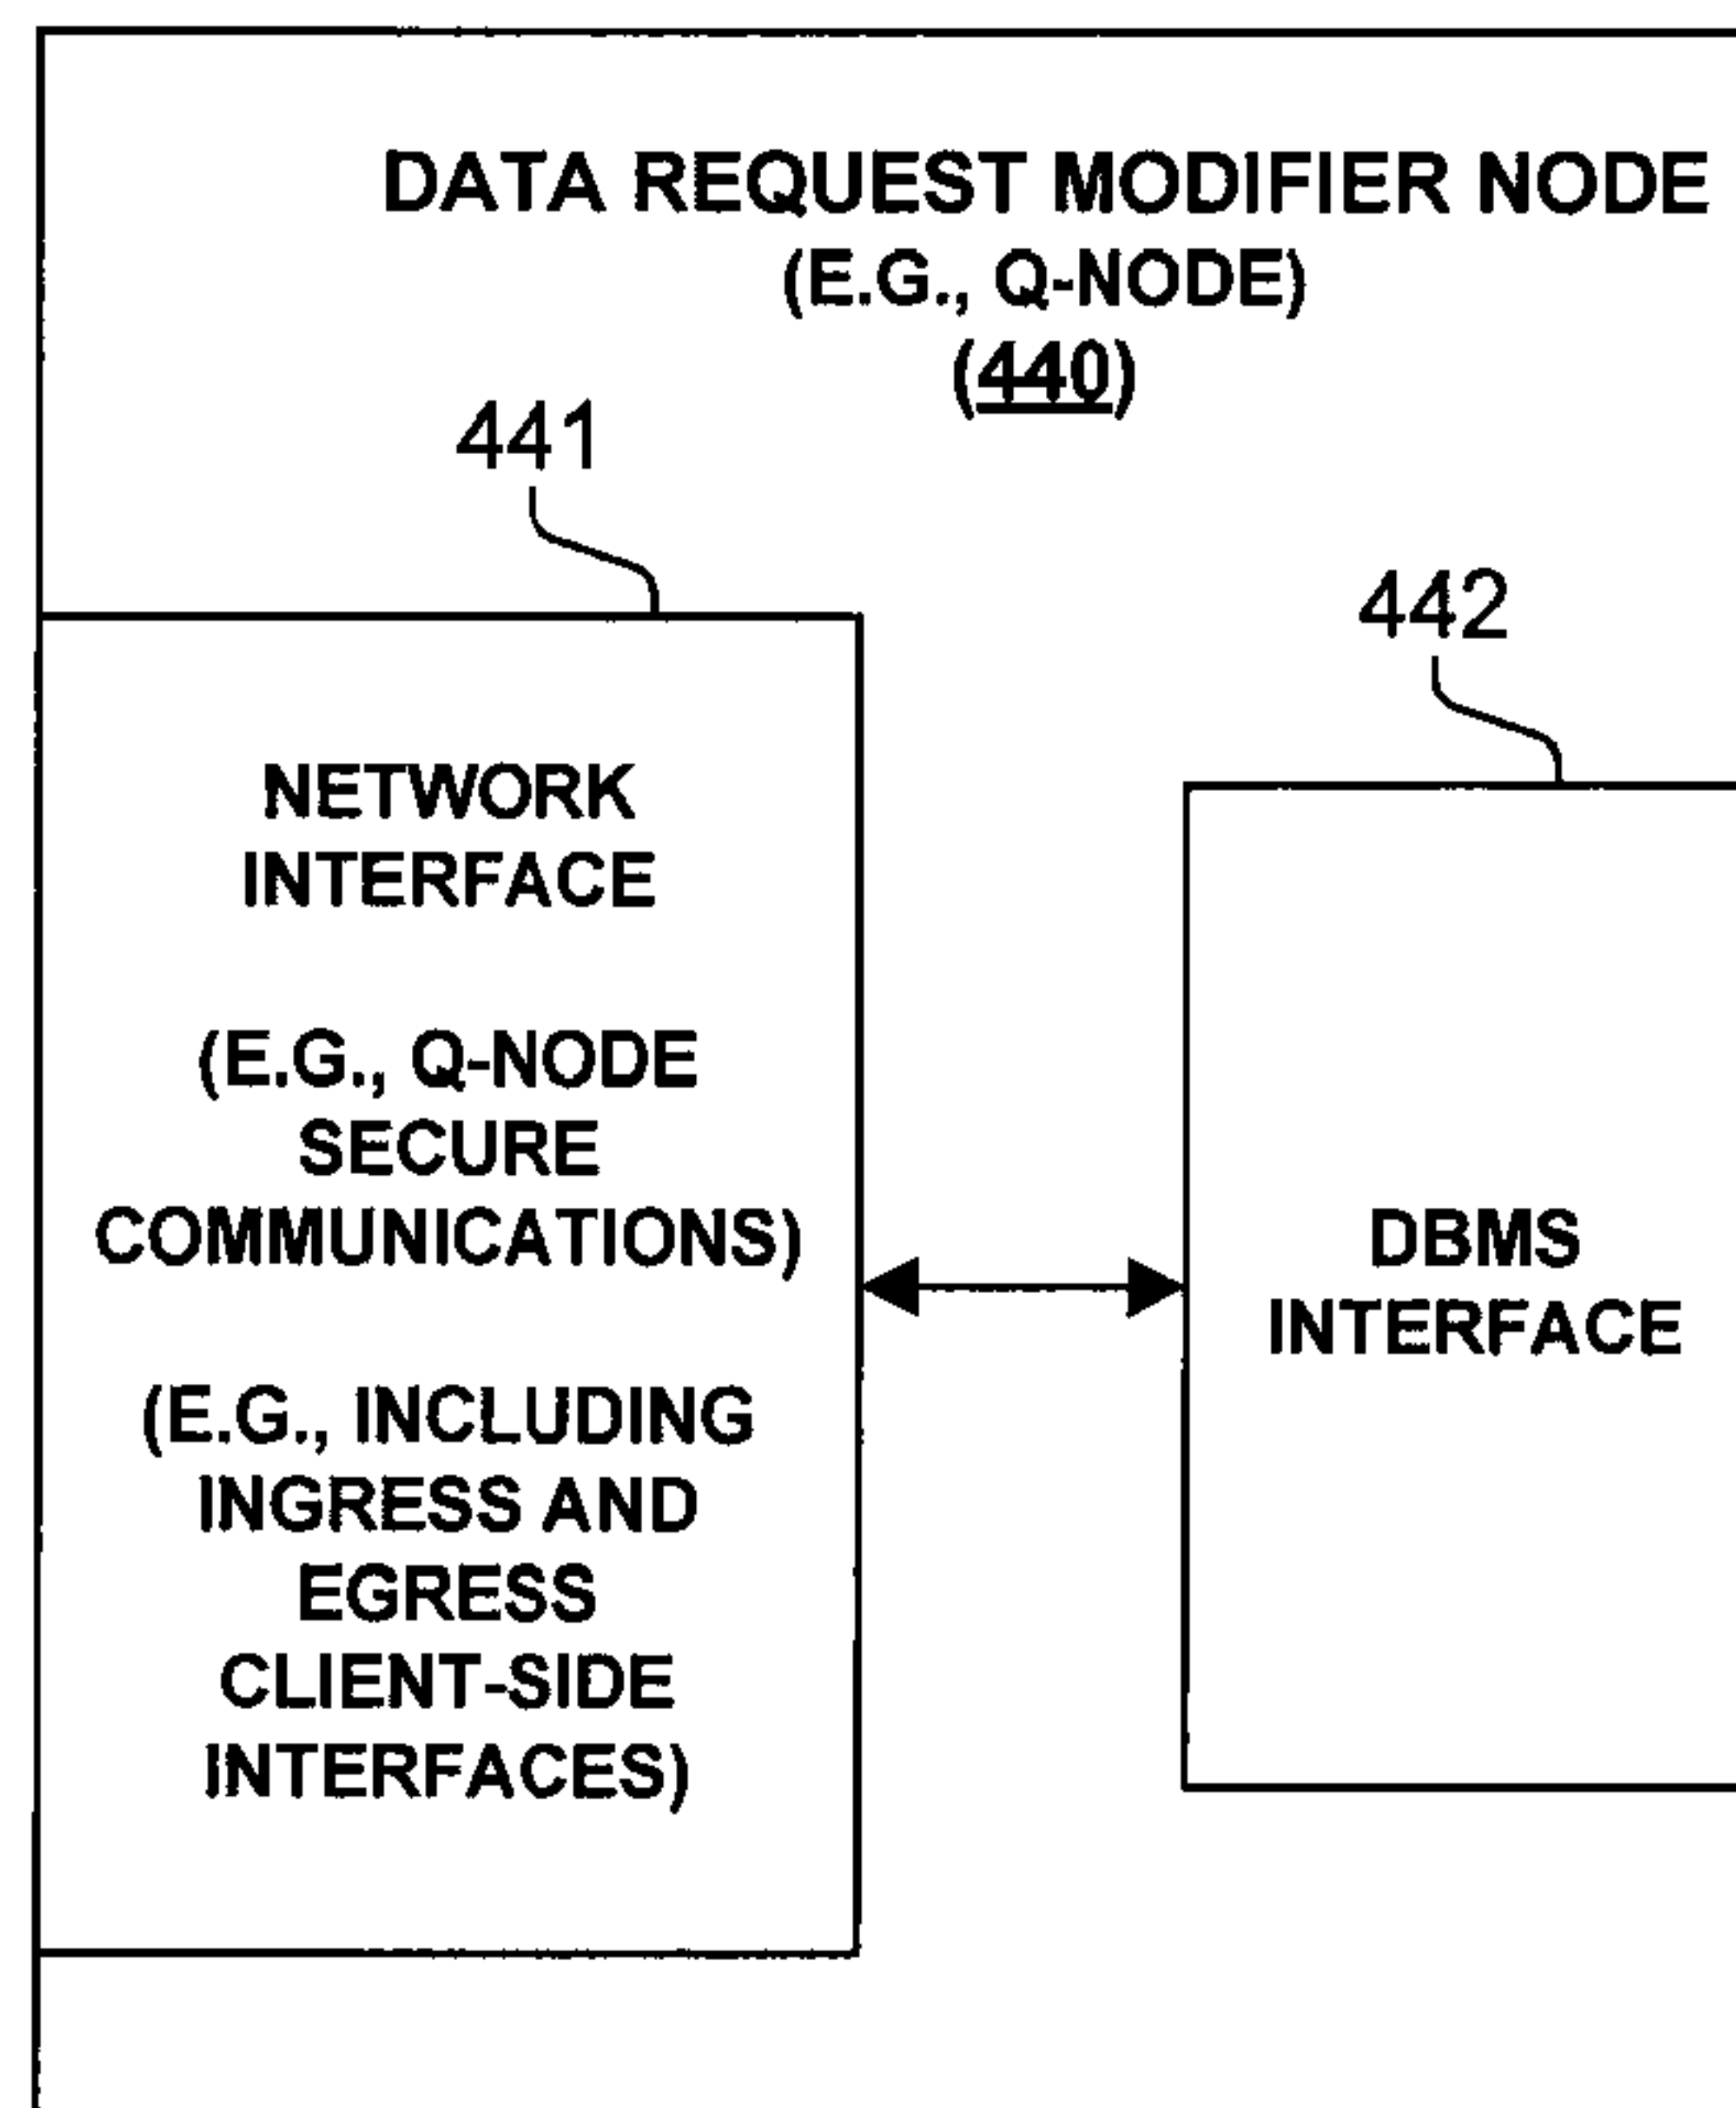 DATA REQUEST MODIFIER NODE
(E.G., Q-NODE)
(440)
441
442
NETWORK
INTERFACE
(E.G., Q-NODE
SECURE
COMMUNICATIONS)
(E.G., INCLUDING
INGRESS AND
EGRESS
CLIENT-SIDE
INTERFACES)
DBMS
INTERFACE